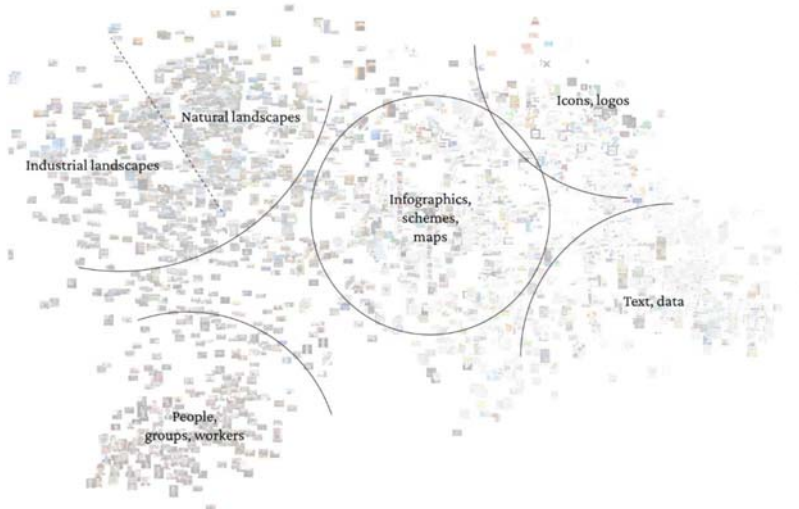 Icons, logos
Natural landscapes
Industrial landscapes
Infographics,
schemes,
maps
Text, data
People,
groups, workers